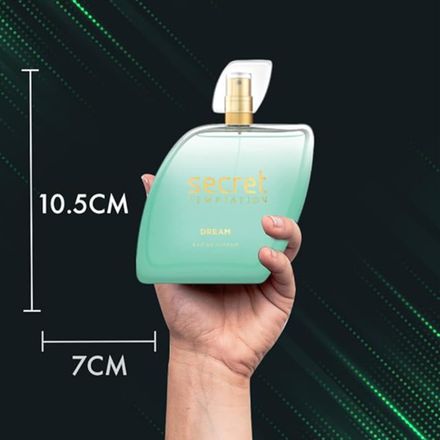 10.5CM
secret
TEMPTATION
DREAM
EAU DE PARFUM
7CM